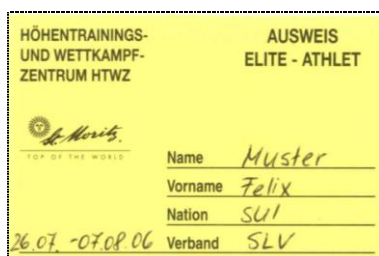 HÖHENTRAININGS-
UND WETTKAMPF-
ZENTRUM HTWZ
AUSWEIS
ELITE - ATHLET
St. Moritz
TOP OF THE WORLD
Name Muster
Vorname Felix
Nation SUI
26.07. -07.08.06 Verband SLV